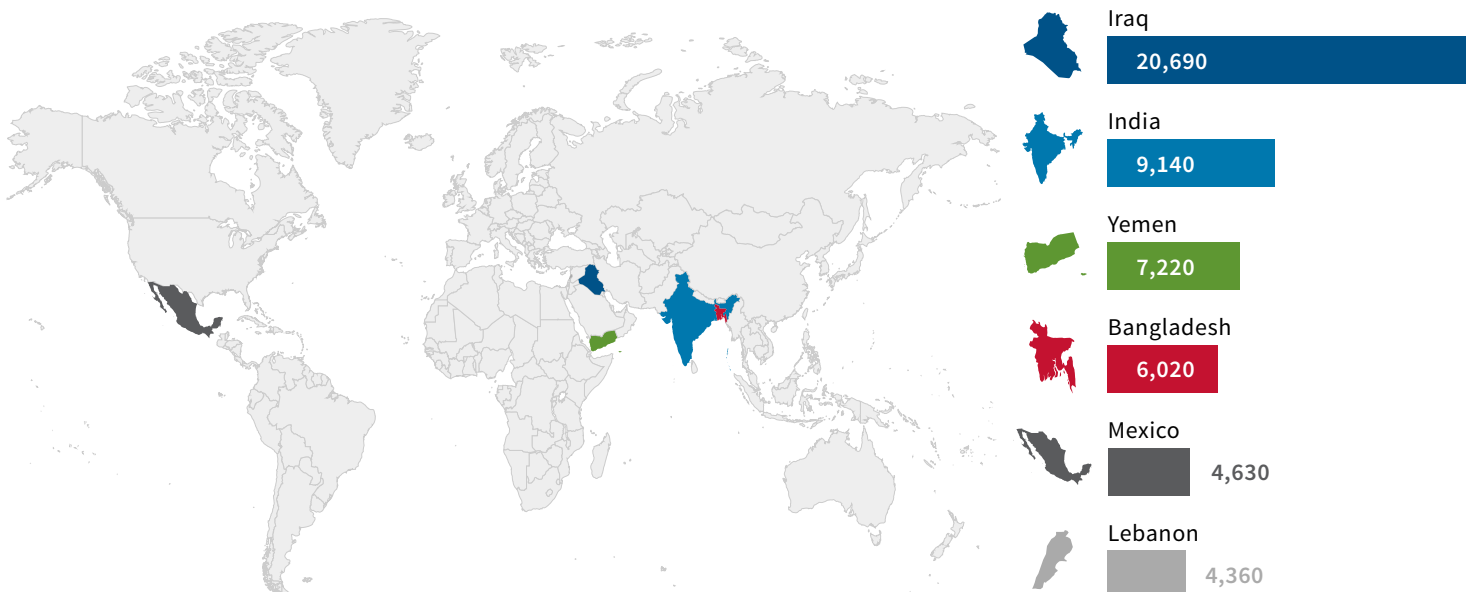 Iraq
20,690
India
9,140
Yemen
7,220
Bangladesh
6,020
Mexico
4,630
Lebanon
4,360